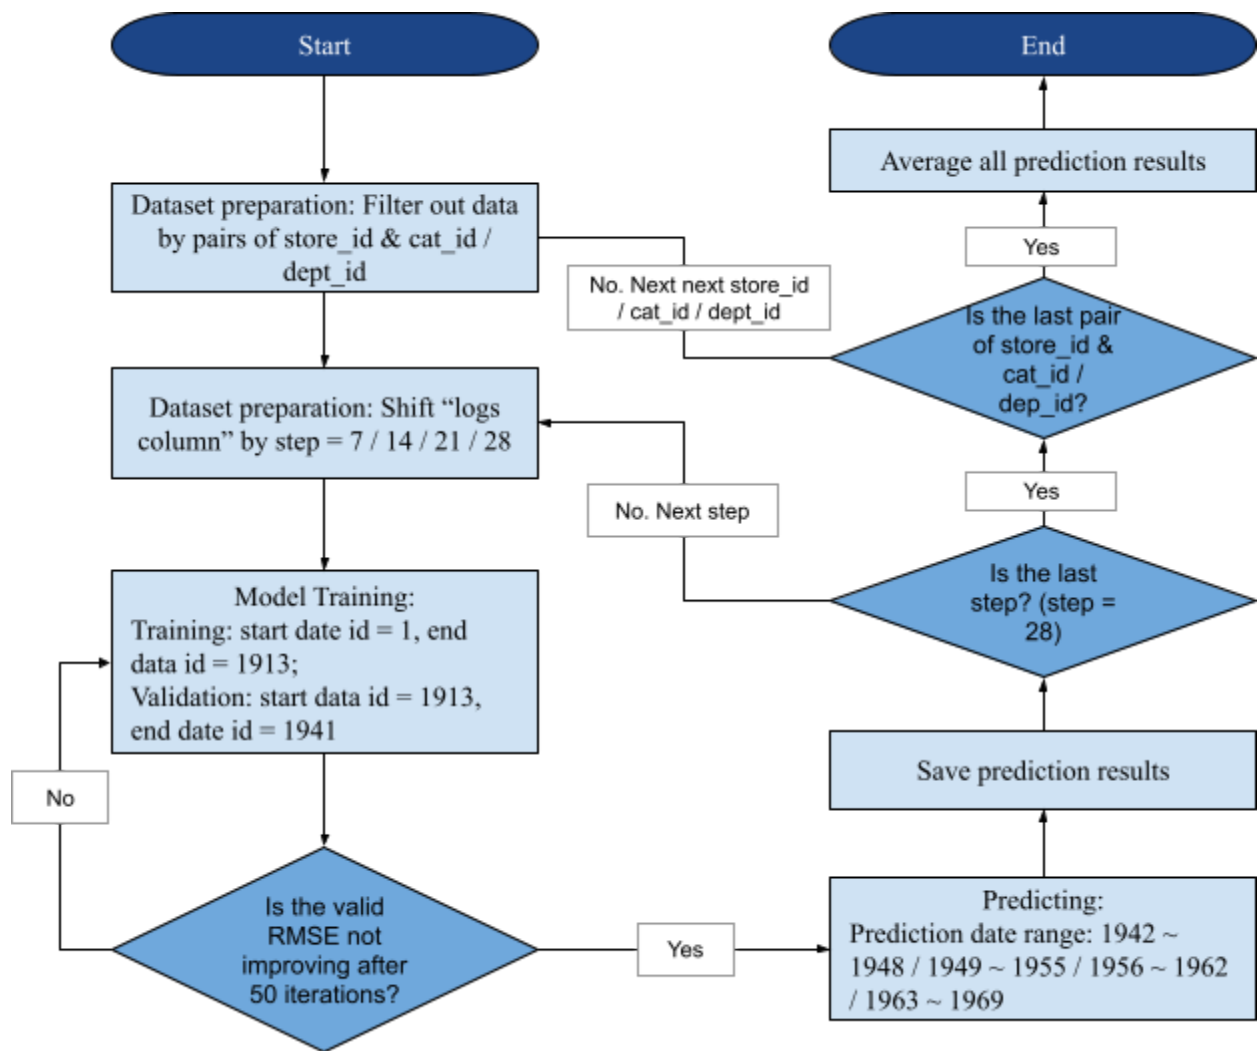 Start
Dataset preparation: Filter out data
by pairs of store_id & cat_id /
dept_id
Dataset preparation: Shift “logs
column” by step = 7 / 14 / 21 / 28
Model Training:
Training: start date id = 1, end
data id = 1913;
Validation: start data id = 1913,
end date id = 1941
No
Is the valid
RMSE not
improving after
50 iterations?
Yes
Predicting:
Prediction date range: 1942 ~
1948 / 1949 ~ 1955 / 1956 ~ 1962
/ 1963 ~ 1969
Save prediction results
Is the last
step? (step =
28)
No. Next step
Yes
Is the last pair
of store_id &
cat_id /
dep_id?
No. Next next store_id
/ cat_id / dept_id
Yes
Average all prediction results
End